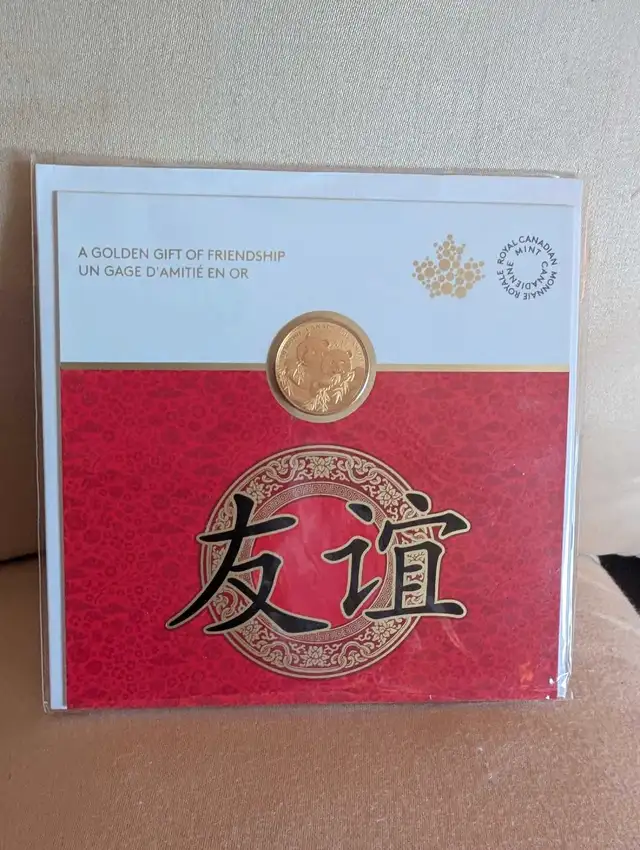 A GOLDEN GIFT OF FRIENDSHIP
UN GAGE D'AMITIÉ EN OR
ROYAL CANADIAN MINT
MONNAIE ROYALE CANADIENNE
友谊